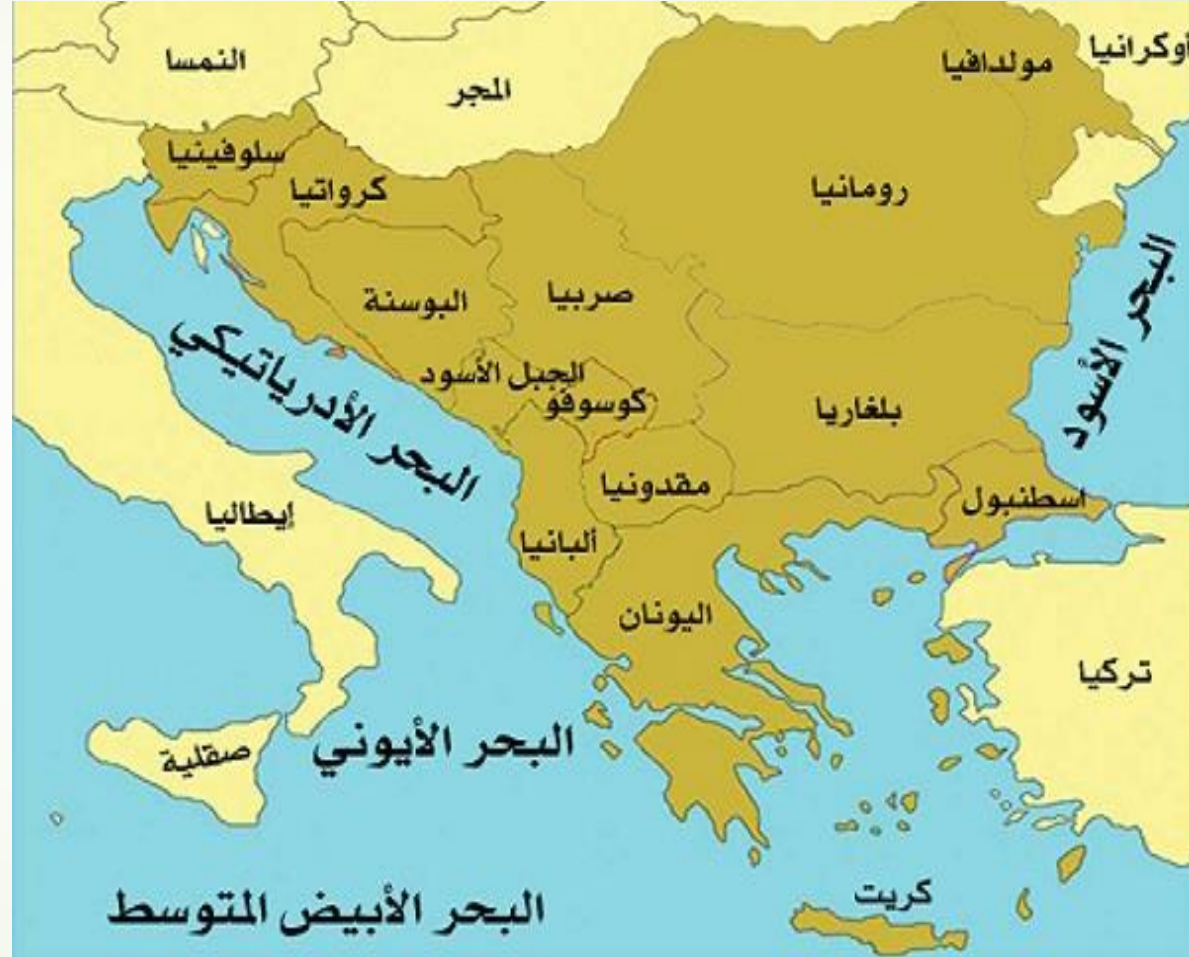 أوكرانيا
مولدافيا
النمسا
المجر
سلوفينيا
كرواتيا
رومانيا
البحر الأسود
البوسنة
صربيا
البحر الأدرياتيكي
الجبل الأسود
كوسوفو
بلغاريا
مقدونيا
اسطنبول
إيطاليا
ألبانيا
اليونان
تركيا
البحر الأيوني
صقلية
كريت
البحر الأبيض المتوسط